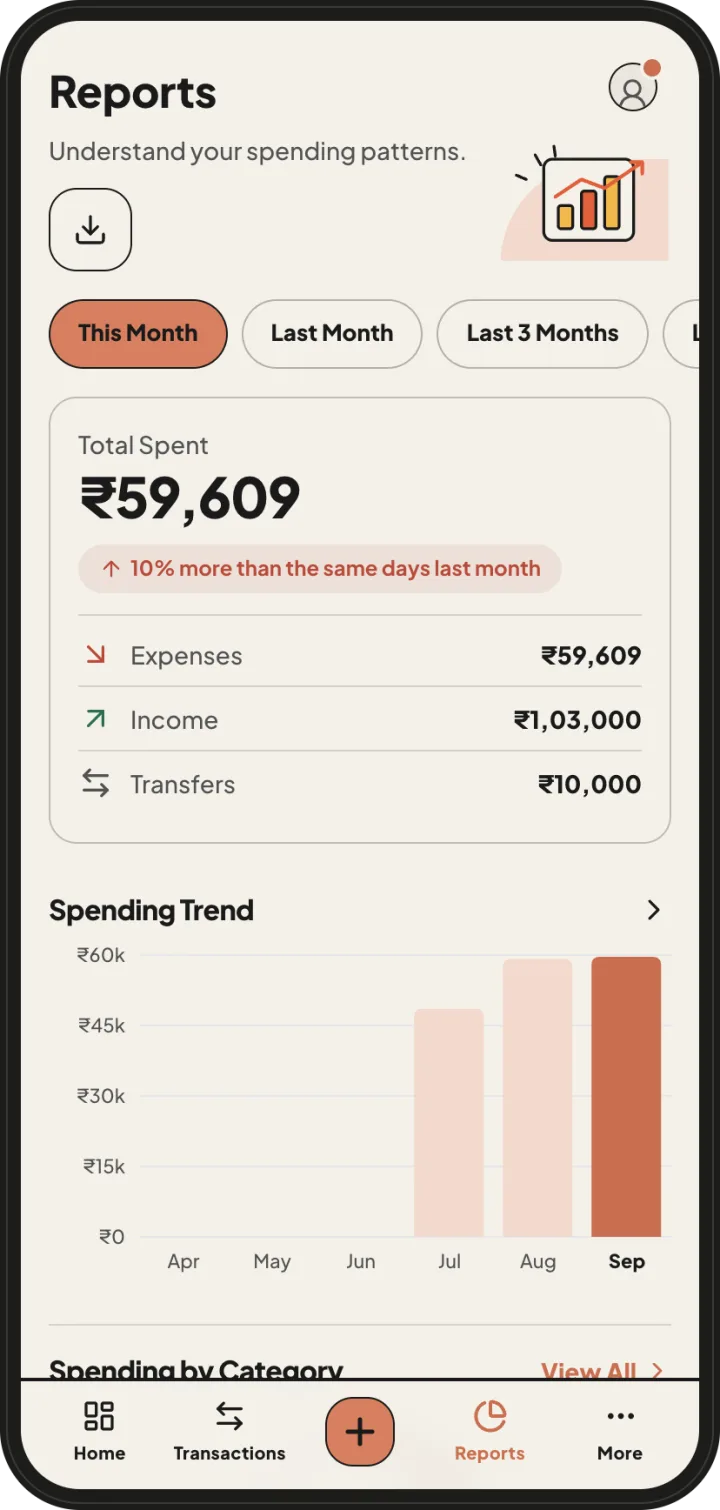 Reports
Understand your spending patterns.
This Month
Last Month
Last 3 Months
Total Spent
₹59,609
↑ 10% more than the same days last month
Expenses ₹59,609
Income ₹1,03,000
Transfers ₹10,000
Spending Trend
₹60k
₹45k
₹30k
₹15k
₹0
Apr May Jun Jul Aug Sep
Spending by Category View All
Home Transactions Reports More